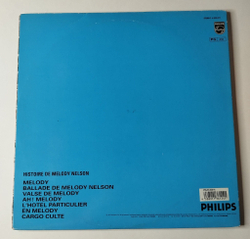 HISTOIRE DE MELODY NELSON
MELODY
BALLADE DE MELODY NELSON
VALSE DE MELODY
AH! MELODY
L'HOTEL PARTICULIER
EN MELODY
CARGO CULTE
PHILIPS